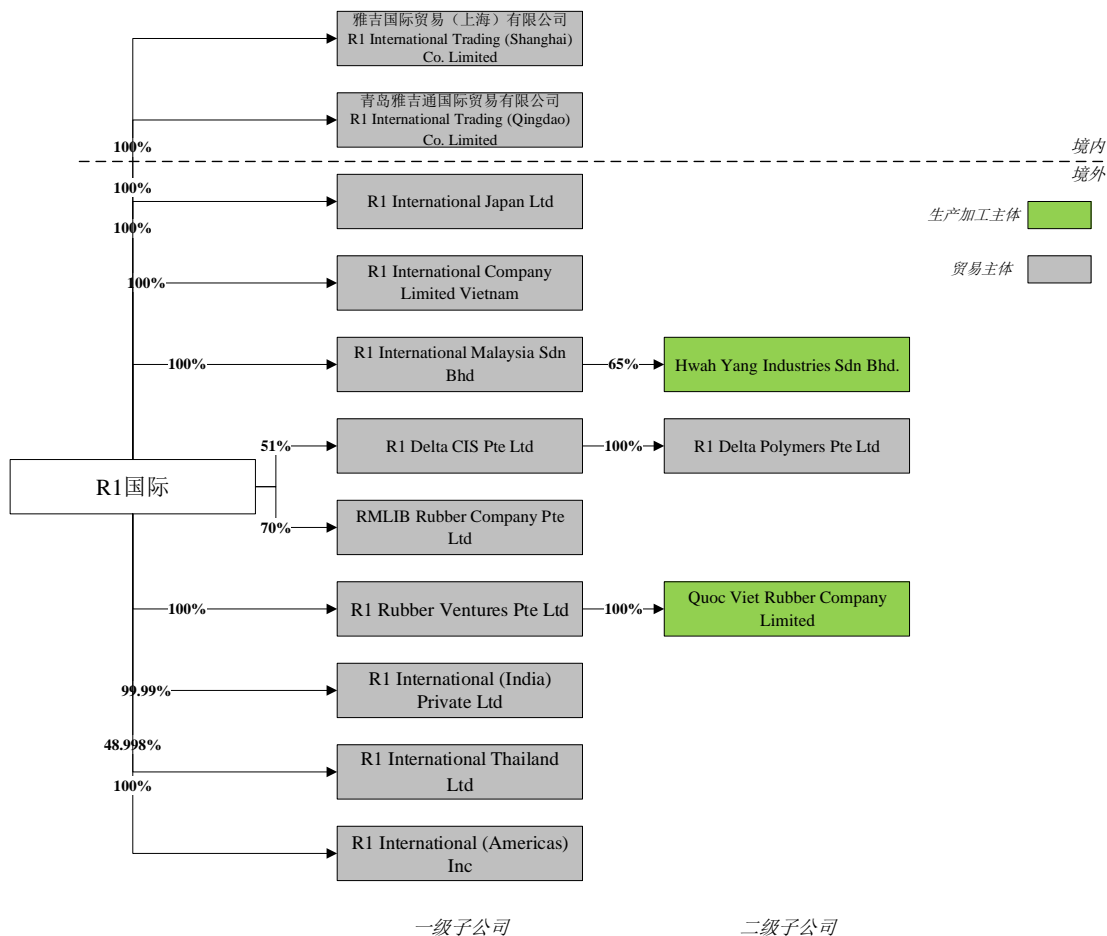 雅吉国际贸易（上海）有限公司
R1 International Trading (Shanghai)
Co. Limited
青岛雅吉通国际贸易有限公司
R1 International Trading (Qingdao)
Co. Limited
100%
境内
境外
100%
R1 International Japan Ltd
生产加工主体
100%
R1 International Company
Limited Vietnam
100%
贸易主体
R1 International Malaysia Sdn
Bhd
100%
65%
Hwah Yang Industries Sdn Bhd.
51%
R1 Delta CIS Pte Ltd
100%
R1 Delta Polymers Pte Ltd
R1国际
RMLIB Rubber Company Pte
Ltd
70%
100%
R1 Rubber Ventures Pte Ltd
100%
Quoc Viet Rubber Company
Limited
R1 International (India)
Private Ltd
99.99%
48.998%
R1 International Thailand
Ltd
100%
R1 International (Americas)
Inc
一级子公司
二级子公司